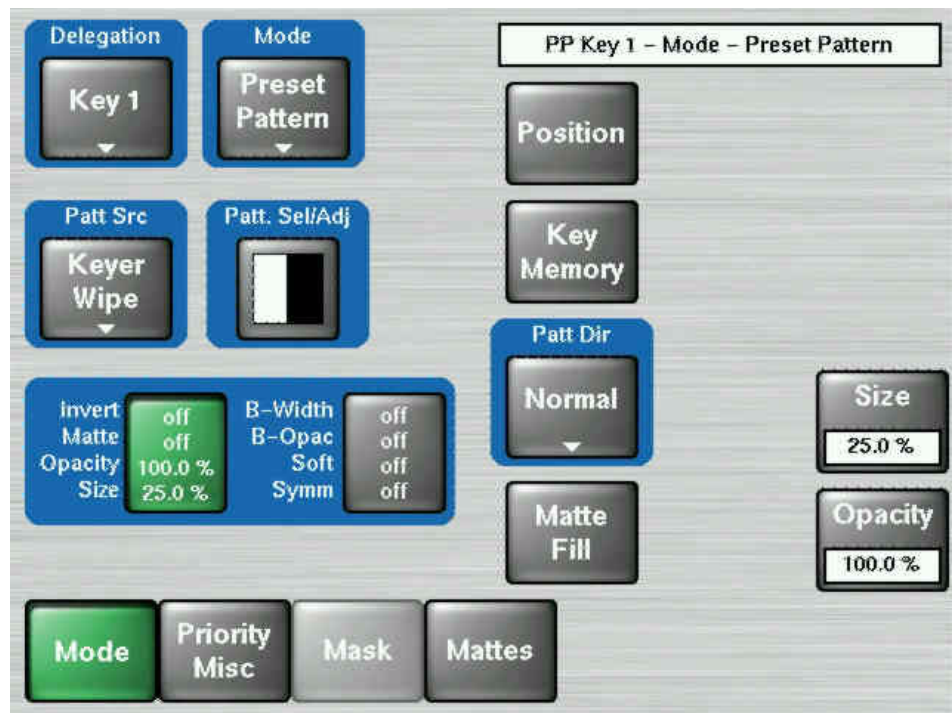 Delegation
Key 1
Mode
Preset
Pattern
PP Key 1 – Mode – Preset Pattern
Position
Patt Src
Keyer
Wipe
Patt. Sel/Adj
Key
Memory
Patt Dir
Normal
Invert off
Matte off
Opacity 100.0 %
Size 25.0 %
B-Width off
B-Opac off
Soft off
Symm off
Size
25.0 %
Matte
Fill
Opacity
100.0 %
Mode
Priority
Misc
Mask
Mattes